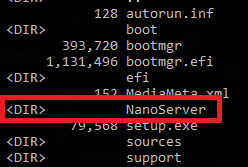 128 autorun.inf
<DIR> boot
393,720 bootmgr
1,131,496 bootmgr.efi
<DIR> efi
152 MediaMeta.xml
<DIR> NanoServer
79,568 setup.exe
<DIR> sources
<DIR> support